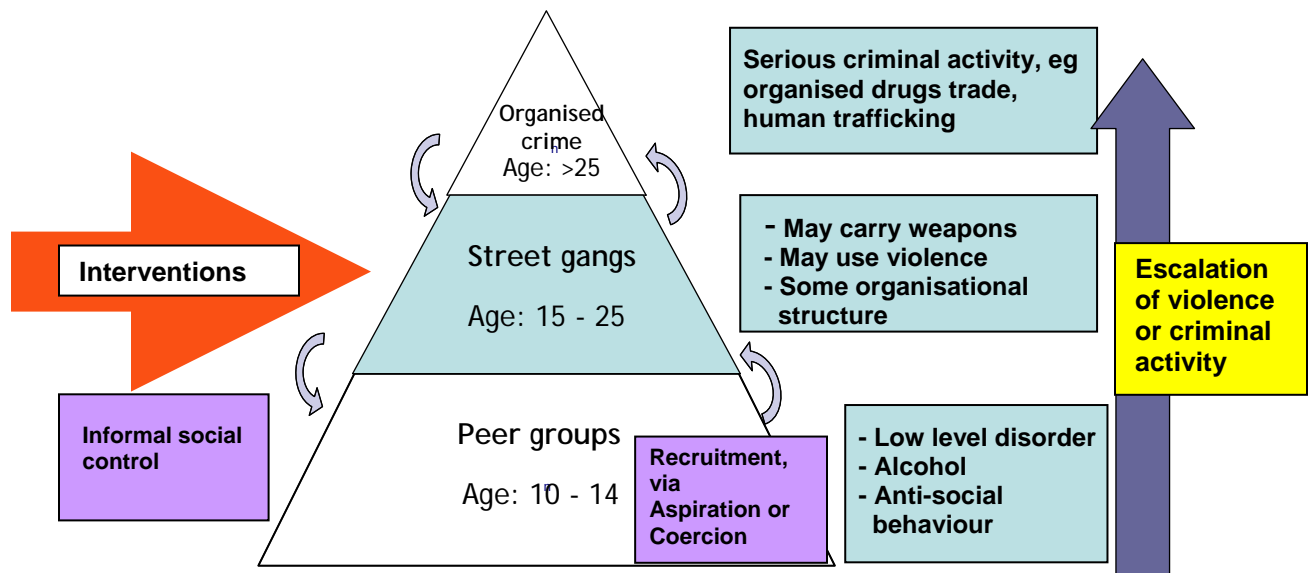 Organised
crime
Age: >25
Serious criminal activity, eg
organised drugs trade,
human trafficking
Interventions
Street gangs
Age: 15 - 25
- May carry weapons
- May use violence
- Some organisational
structure
Escalation
of violence
or criminal
activity
Informal social
control
Peer groups
Age: 10 - 14
Recruitment,
via
Aspiration or
Coercion
- Low level disorder
- Alcohol
- Anti-social
behaviour